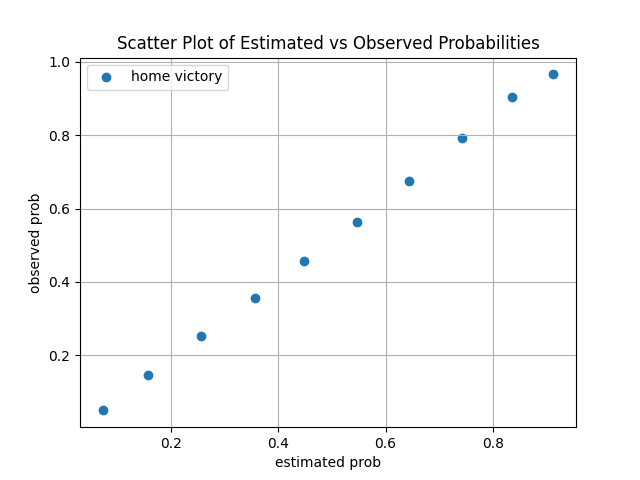 Scatter Plot of Estimated vs Observed Probabilities
home victory
1.0
0.8
0.6
0.4
0.2
observed prob
0.2 0.4 0.6 0.8
estimated prob